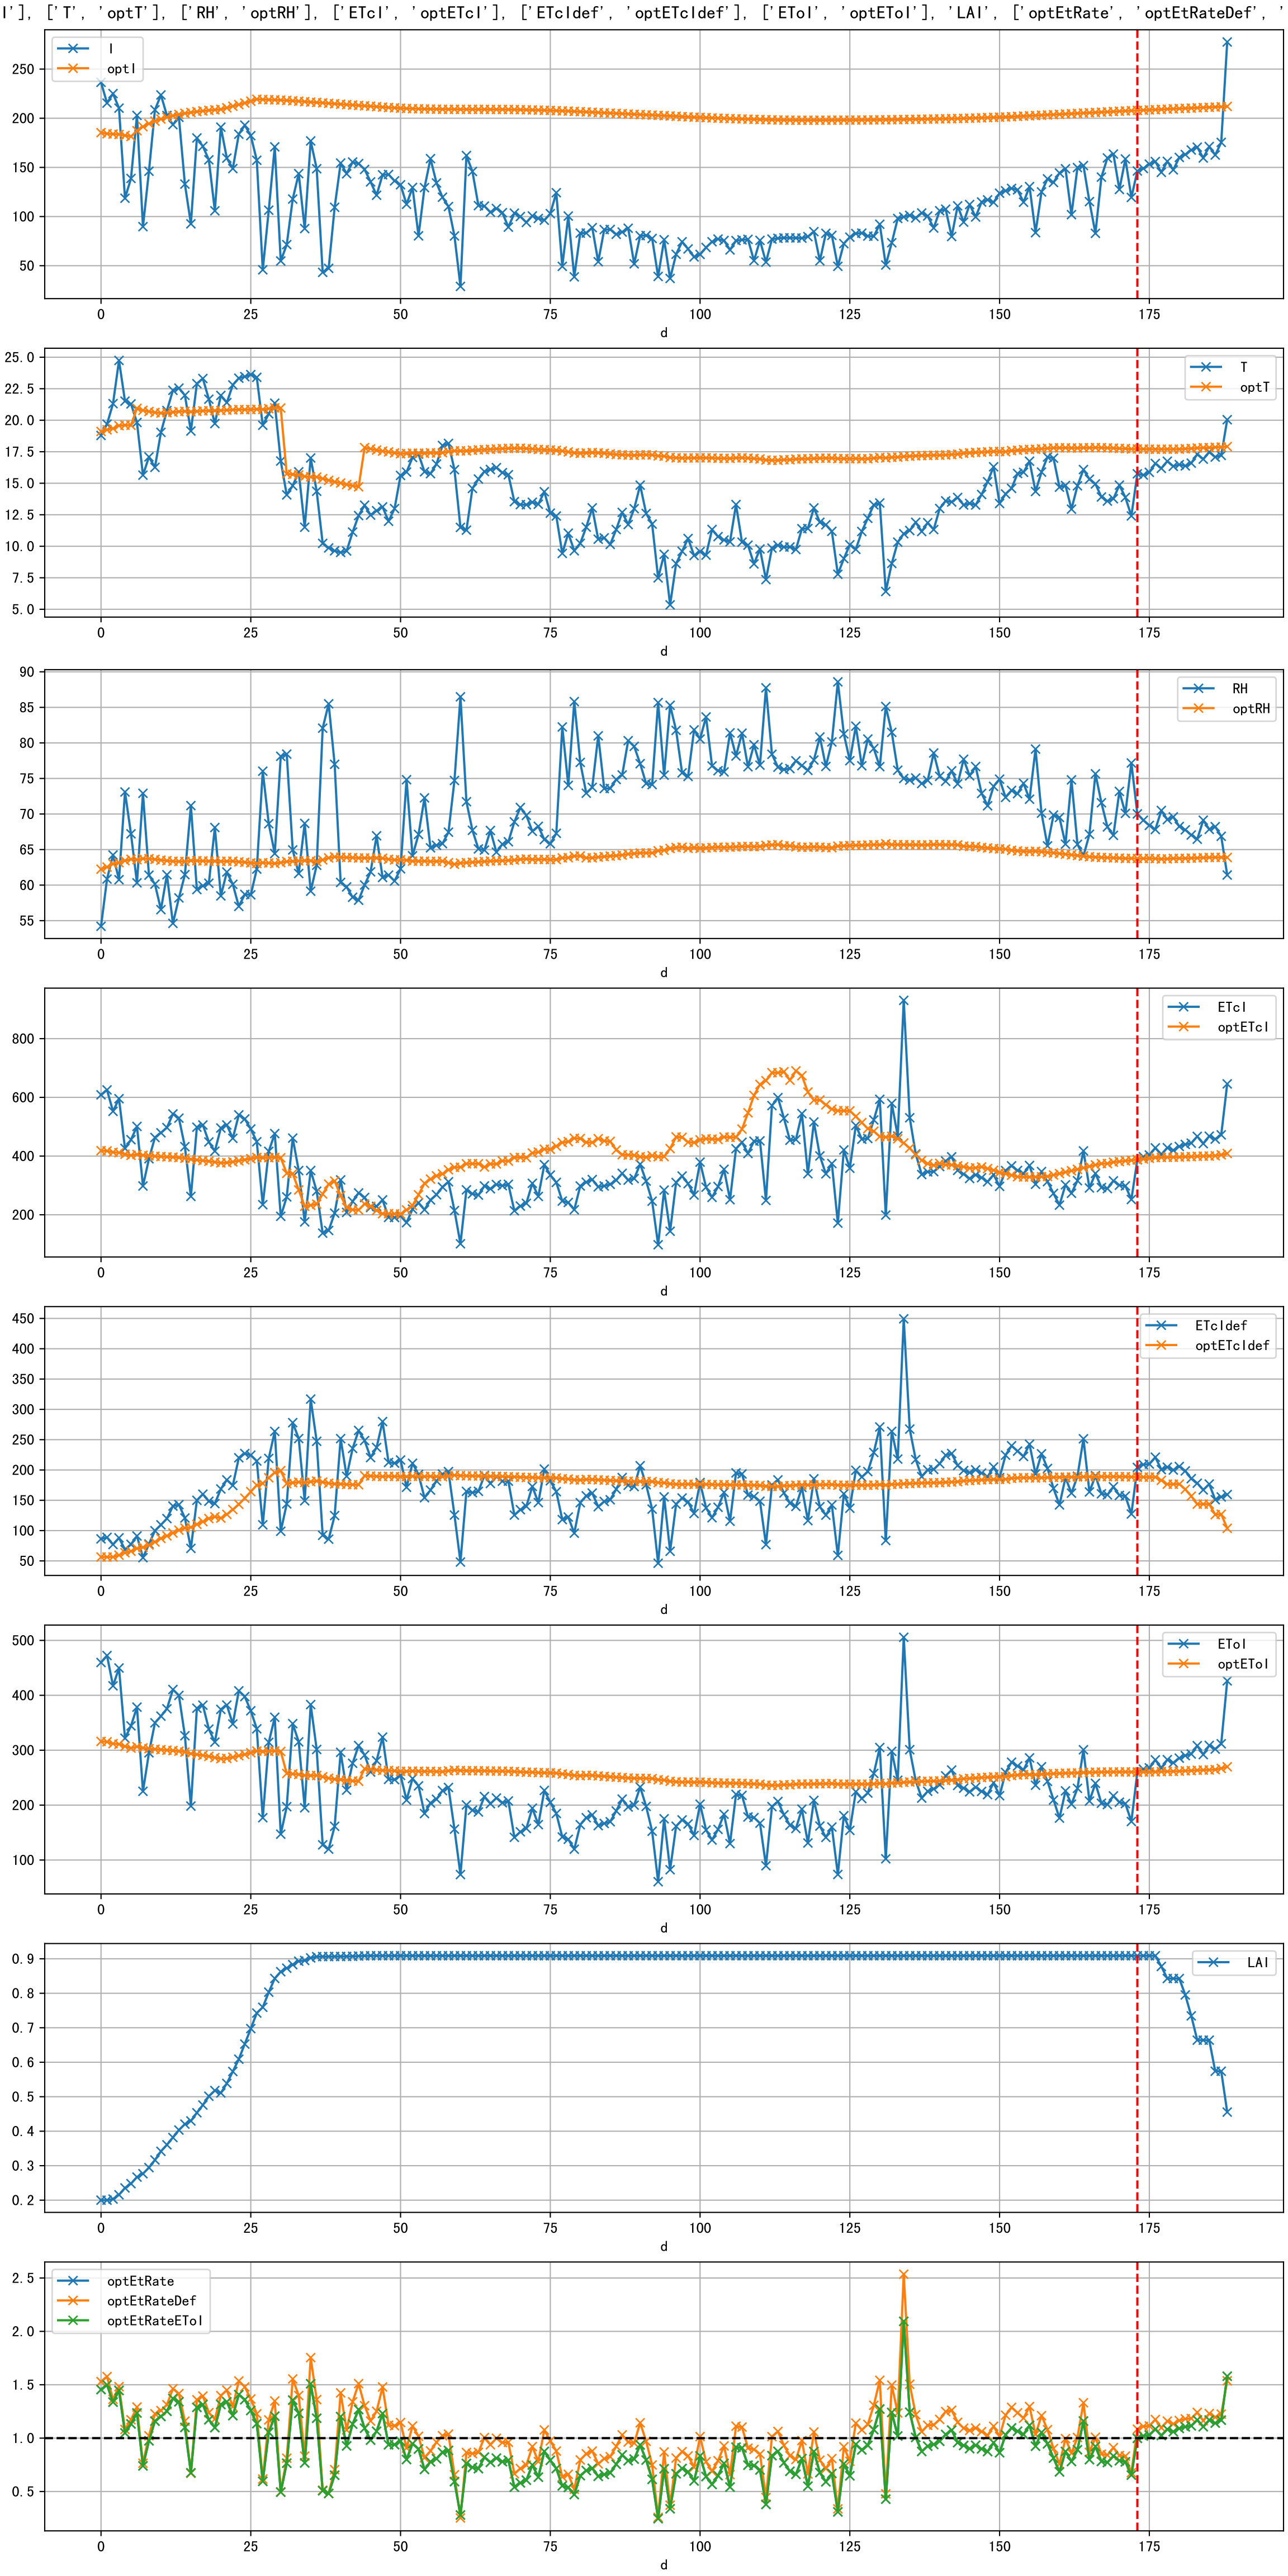 I'], ['T', 'optT'], ['RH', 'optRH'], ['ETcI', 'optETcI'], ['ETcIdef', 'optETcIdef'], ['EToI', 'optEToI'], 'LAI', ['optEtRate', 'optEtRateDef', '
I
optI
250
200
150
100
50
0 25 50 75 100 125 150 175
d
T
optT
25.0
22.5
20.0
17.5
15.0
12.5
10.0
7.5
5.0
0 25 50 75 100 125 150 175
d
RH
optRH
90
85
80
75
70
65
60
55
0 25 50 75 100 125 150 175
d
ETcI
optETcI
800
600
400
200
0 25 50 75 100 125 150 175
d
ETcIdef
optETcIdef
450
400
350
300
250
200
150
100
50
0 25 50 75 100 125 150 175
d
EToI
optEToI
500
400
300
200
100
0 25 50 75 100 125 150 175
d
LAI
0.9
0.8
0.7
0.6
0.5
0.4
0.3
0.2
0 25 50 75 100 125 150 175
d
optEtRate
optEtRateDef
optEtRateEToI
2.5
2.0
1.5
1.0
0.5
0 25 50 75 100 125 150 175
d